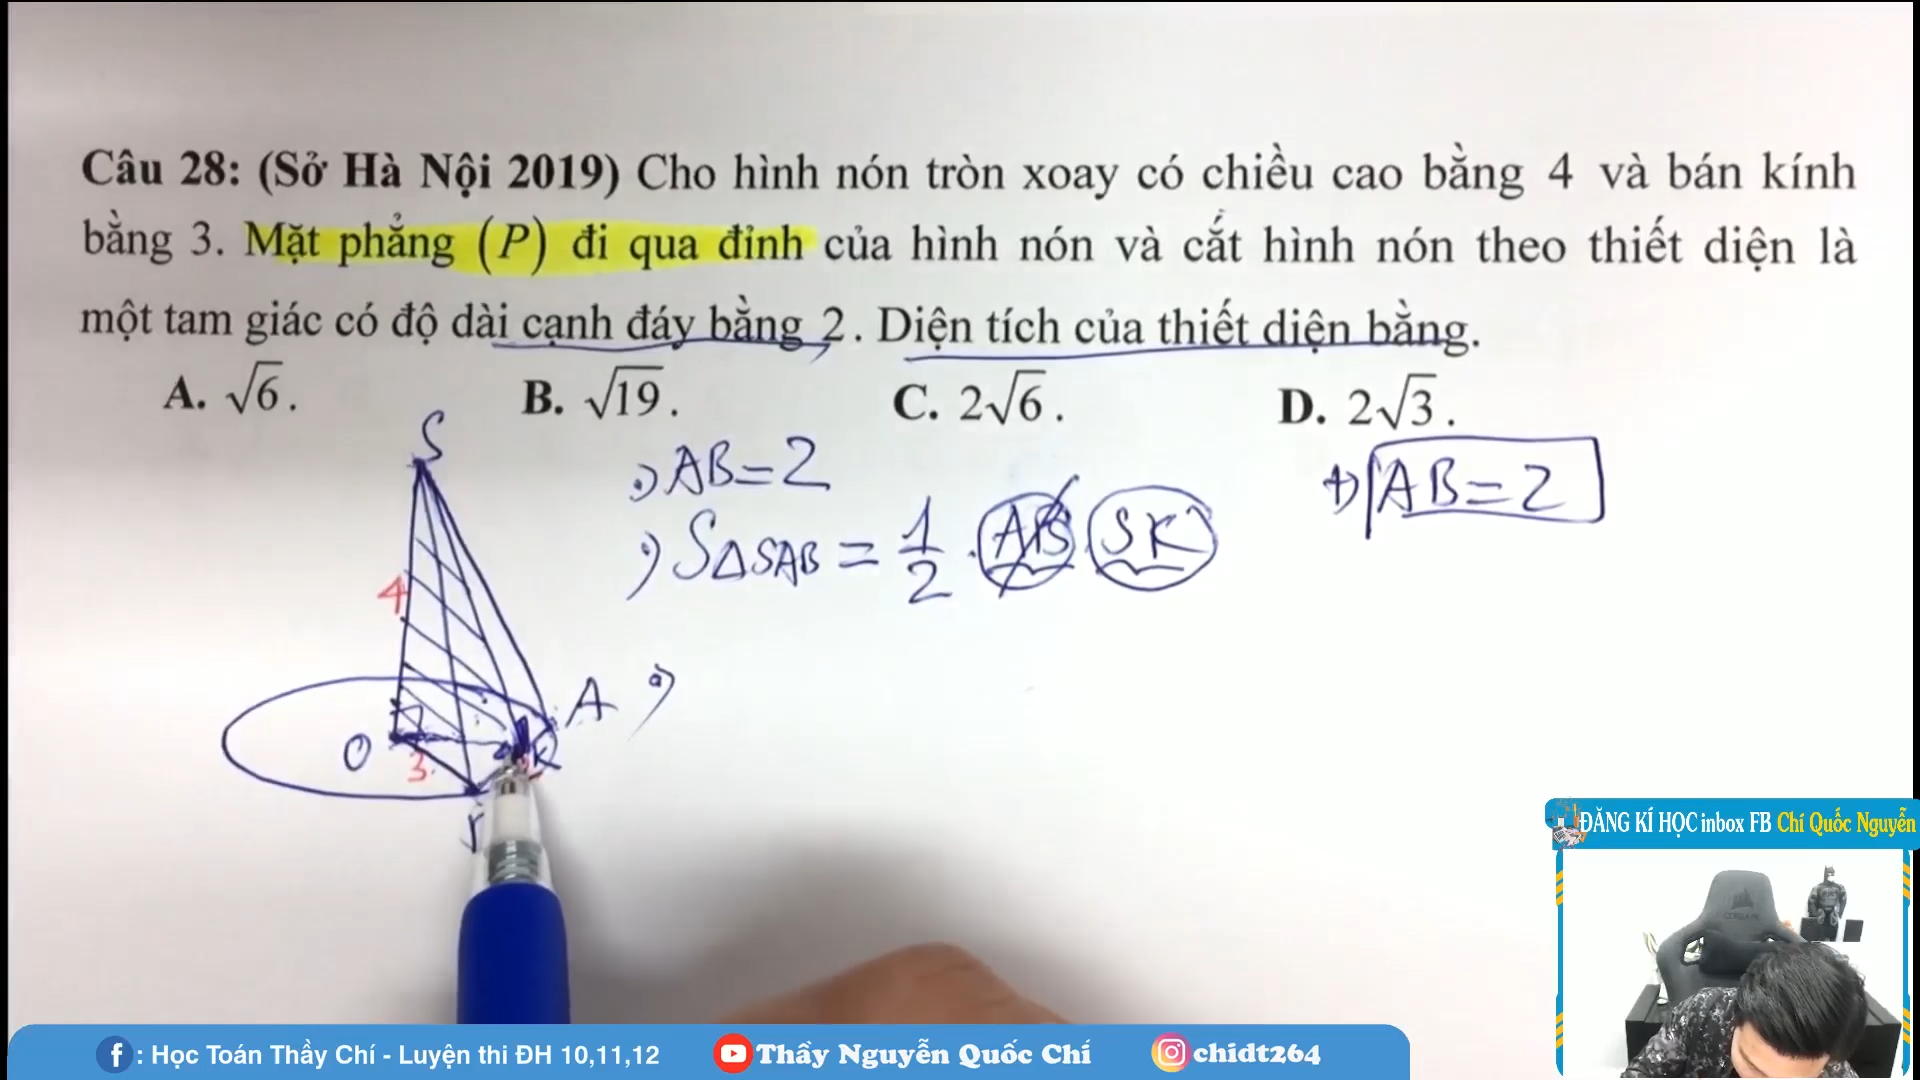 Câu 28: (Sở Hà Nội 2019) Cho hình nón tròn xoay có chiều cao bằng 4 và bán kính
bằng 3. Mặt phẳng (P) đi qua đỉnh của hình nón và cắt hình nón theo thiết diện là
một tam giác có độ dài cạnh đáy bằng 2. Diện tích của thiết diện bằng.
A. √6. B. √19. C. 2√6. D. 2√3.
S
AB=2
+) AB=2
S△SAB = 1/2 . AB . SK
4
A
O
K
3
ĐĂNG KÍ HỌC inbox FB Chí Quốc Nguyễn
: Học Toán Thầy Chí - Luyện thi ĐH 10,11,12
Thầy Nguyễn Quốc Chí
chidt264